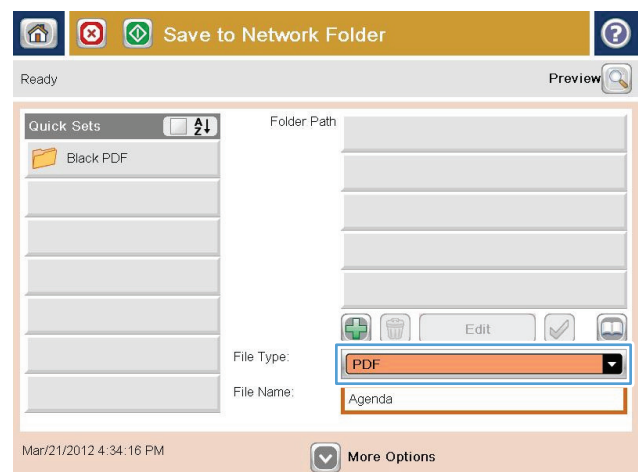 Save to Network Folder
?
Ready
Preview
Quick Sets
AZ
Folder Path
Black PDF
Edit
File Type:
PDF
File Name:
Agenda
Mar/21/2012 4:34:16 PM
More Options